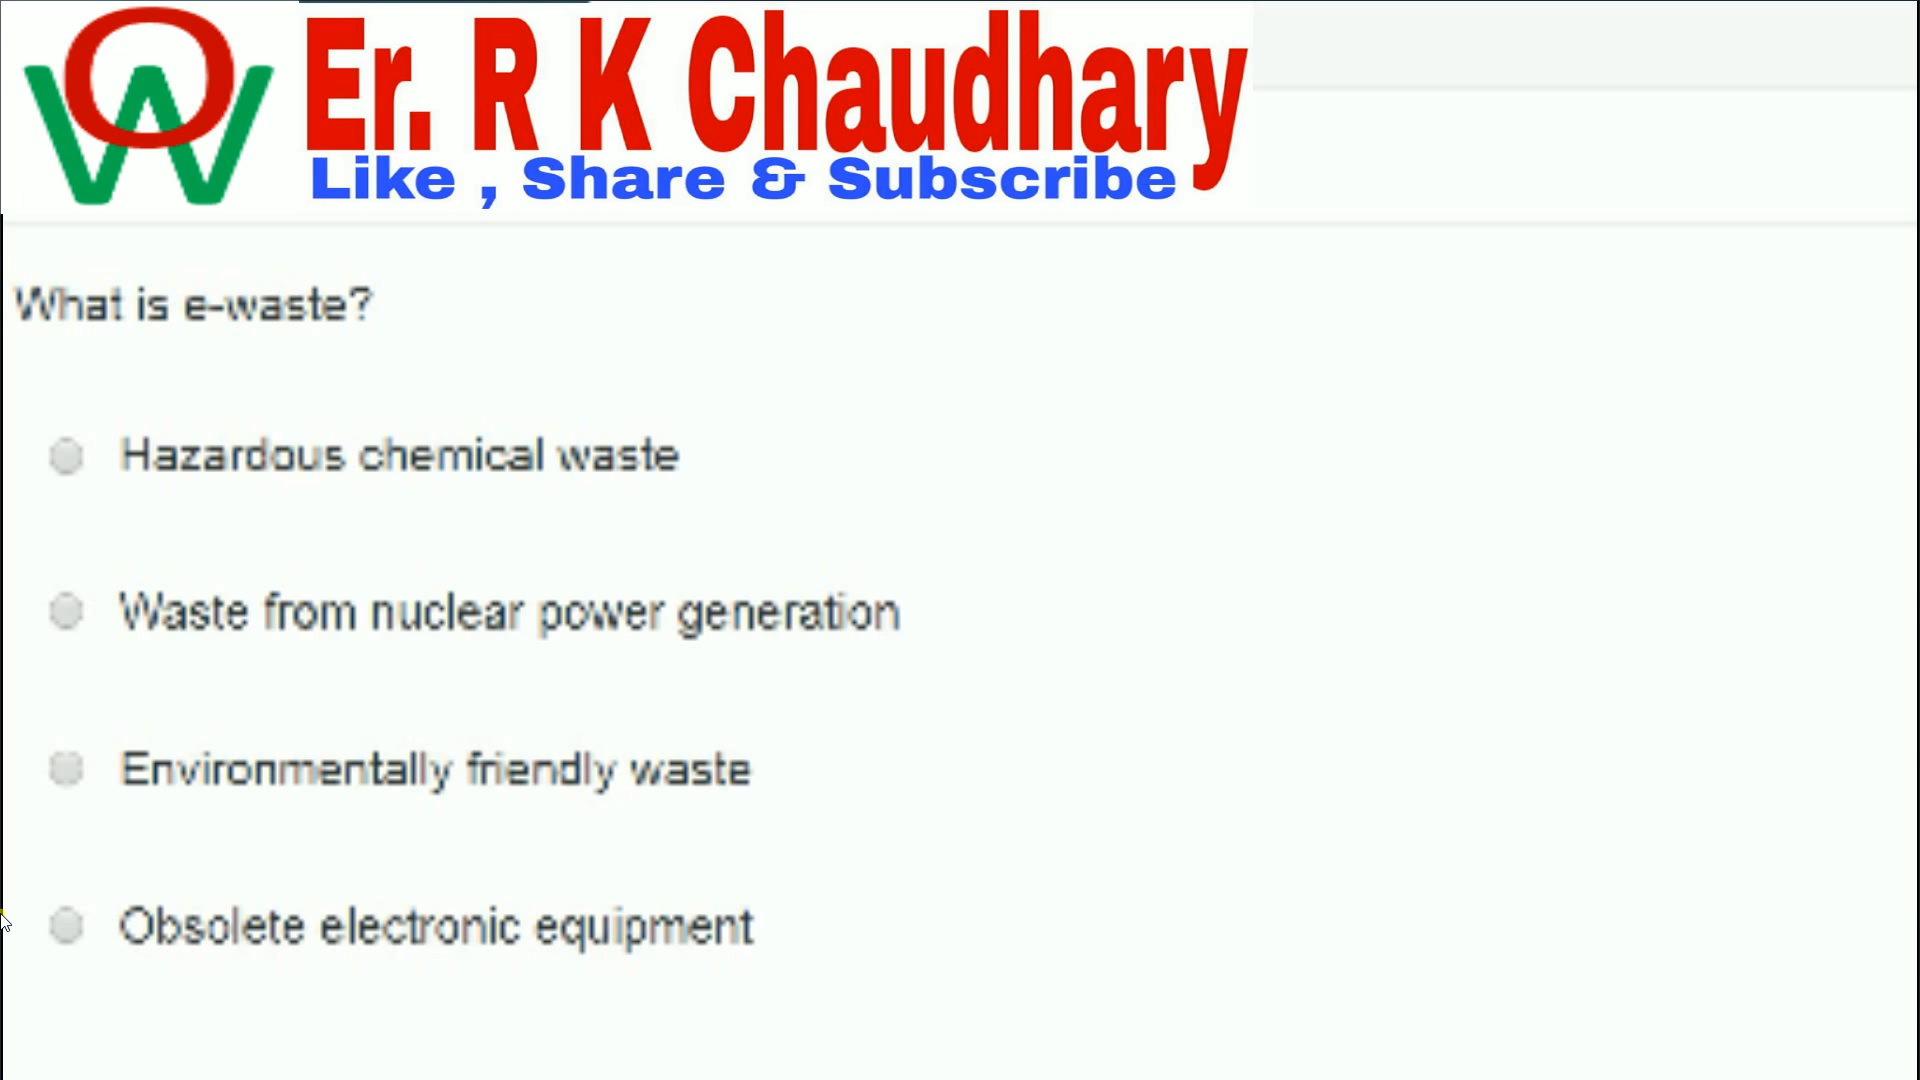 OW
Er. R K Chaudhary
Like , Share & Subscribe
What is e-waste?
Hazardous chemical waste
Waste from nuclear power generation
Environmentally friendly waste
Obsolete electronic equipment